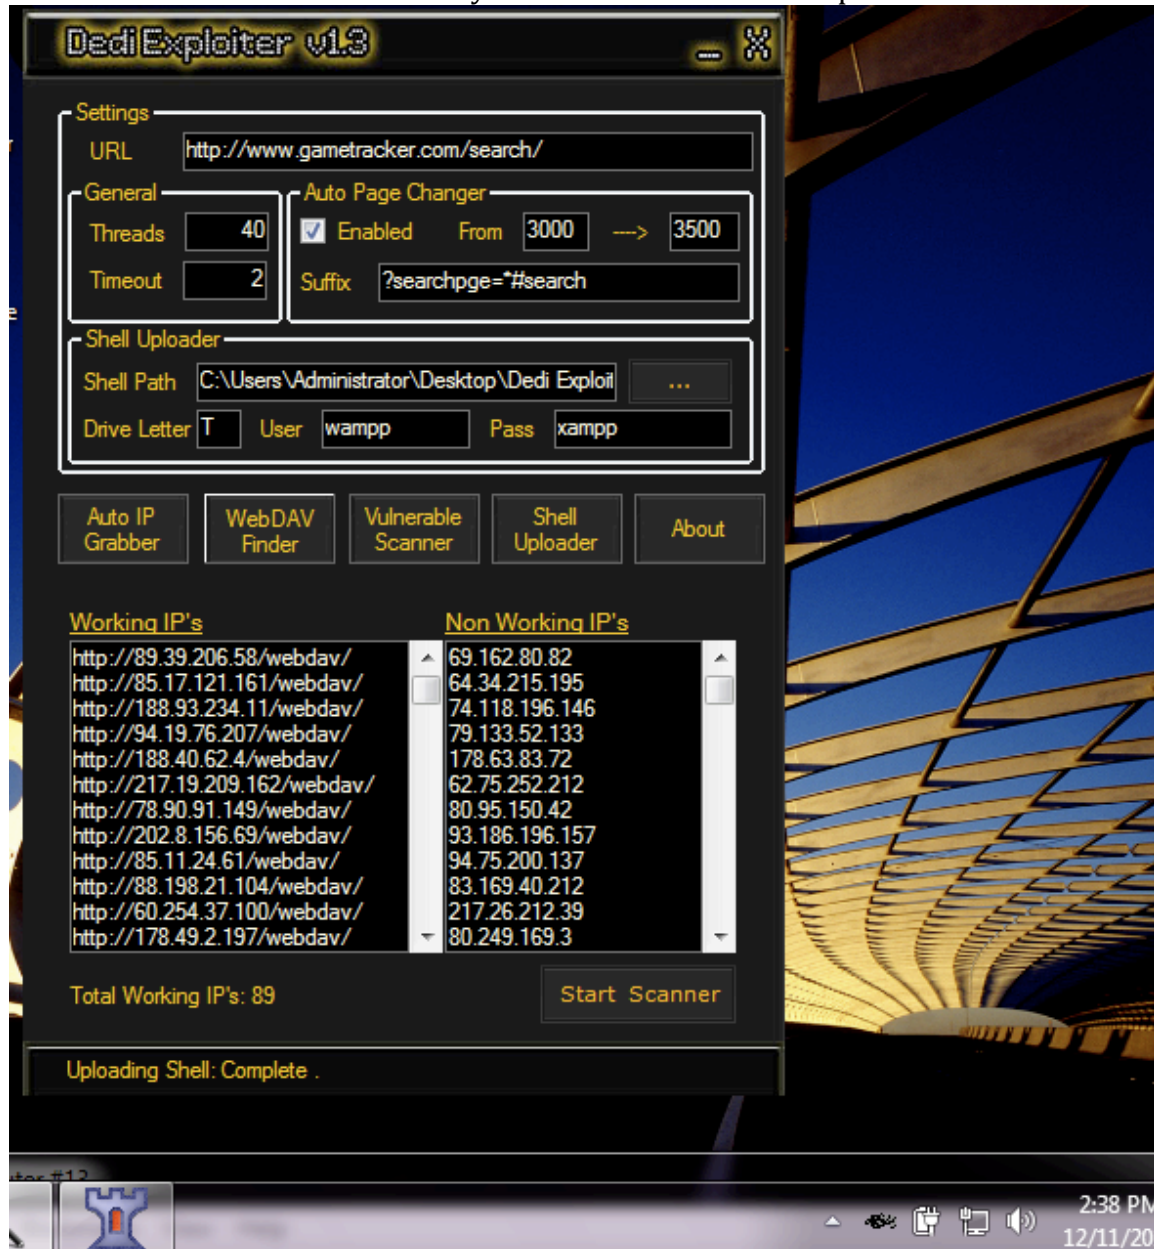 Dedi Exploiter v1.3
Settings
URL http://www.gametracker.com/search/
General Auto Page Changer
Threads 40 Enabled From 3000 ----> 3500
Timeout 2 Suffix ?searchpge=*#search
Shell Uploader
Shell Path C:\Users\Administrator\Desktop\Dedi Exploit ...
Drive Letter T User wampp Pass xampp
Auto IP Grabber WebDAV Finder Vulnerable Scanner Shell Uploader About
Working IP's Non Working IP's
http://89.39.206.58/webdav/ 69.162.80.82
http://85.17.121.161/webdav/ 64.34.215.195
http://188.93.234.11/webdav/ 74.118.196.146
http://94.19.76.207/webdav/ 79.133.52.133
http://188.40.62.4/webdav/ 178.63.83.72
http://217.19.209.162/webdav/ 62.75.252.212
http://78.90.91.149/webdav/ 80.95.150.42
http://202.8.156.69/webdav/ 93.186.196.157
http://85.11.24.61/webdav/ 94.75.200.137
http://88.198.21.104/webdav/ 83.169.40.212
http://60.254.37.100/webdav/ 217.26.212.39
http://178.49.2.197/webdav/ 80.249.169.3
Total Working IP's: 89 Start Scanner
Uploading Shell: Complete .
#13
2:38 PM
12/11/20